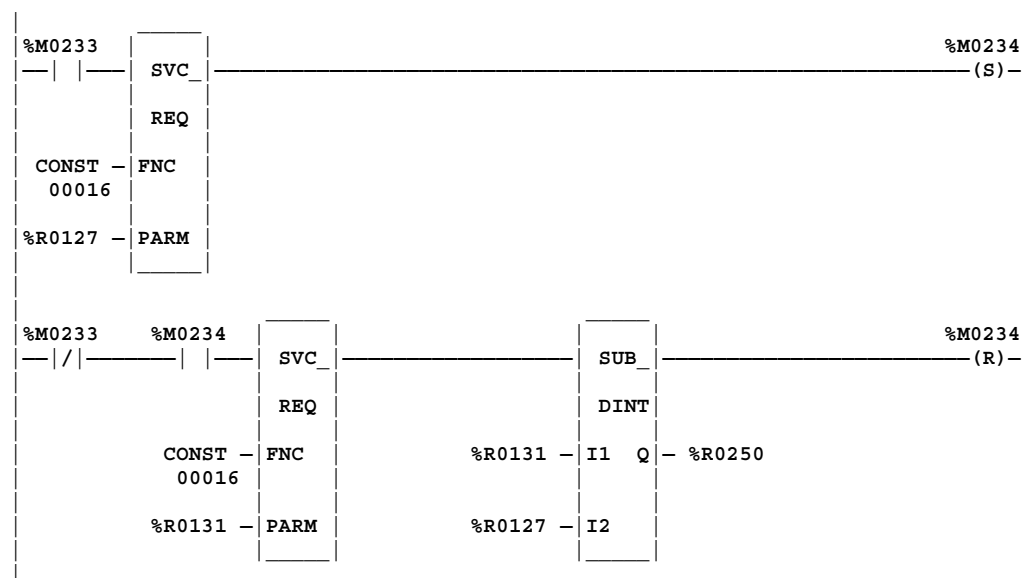 %M0233 %M0234
SVC_ (S)
REQ
CONST FNC
00016
%R0127 PARM
%M0233 %M0234 %M0234
/ SVC_ SUB_ (R)
REQ DINT
CONST FNC %R0131 I1 Q %R0250
00016
%R0131 PARM %R0127 I2